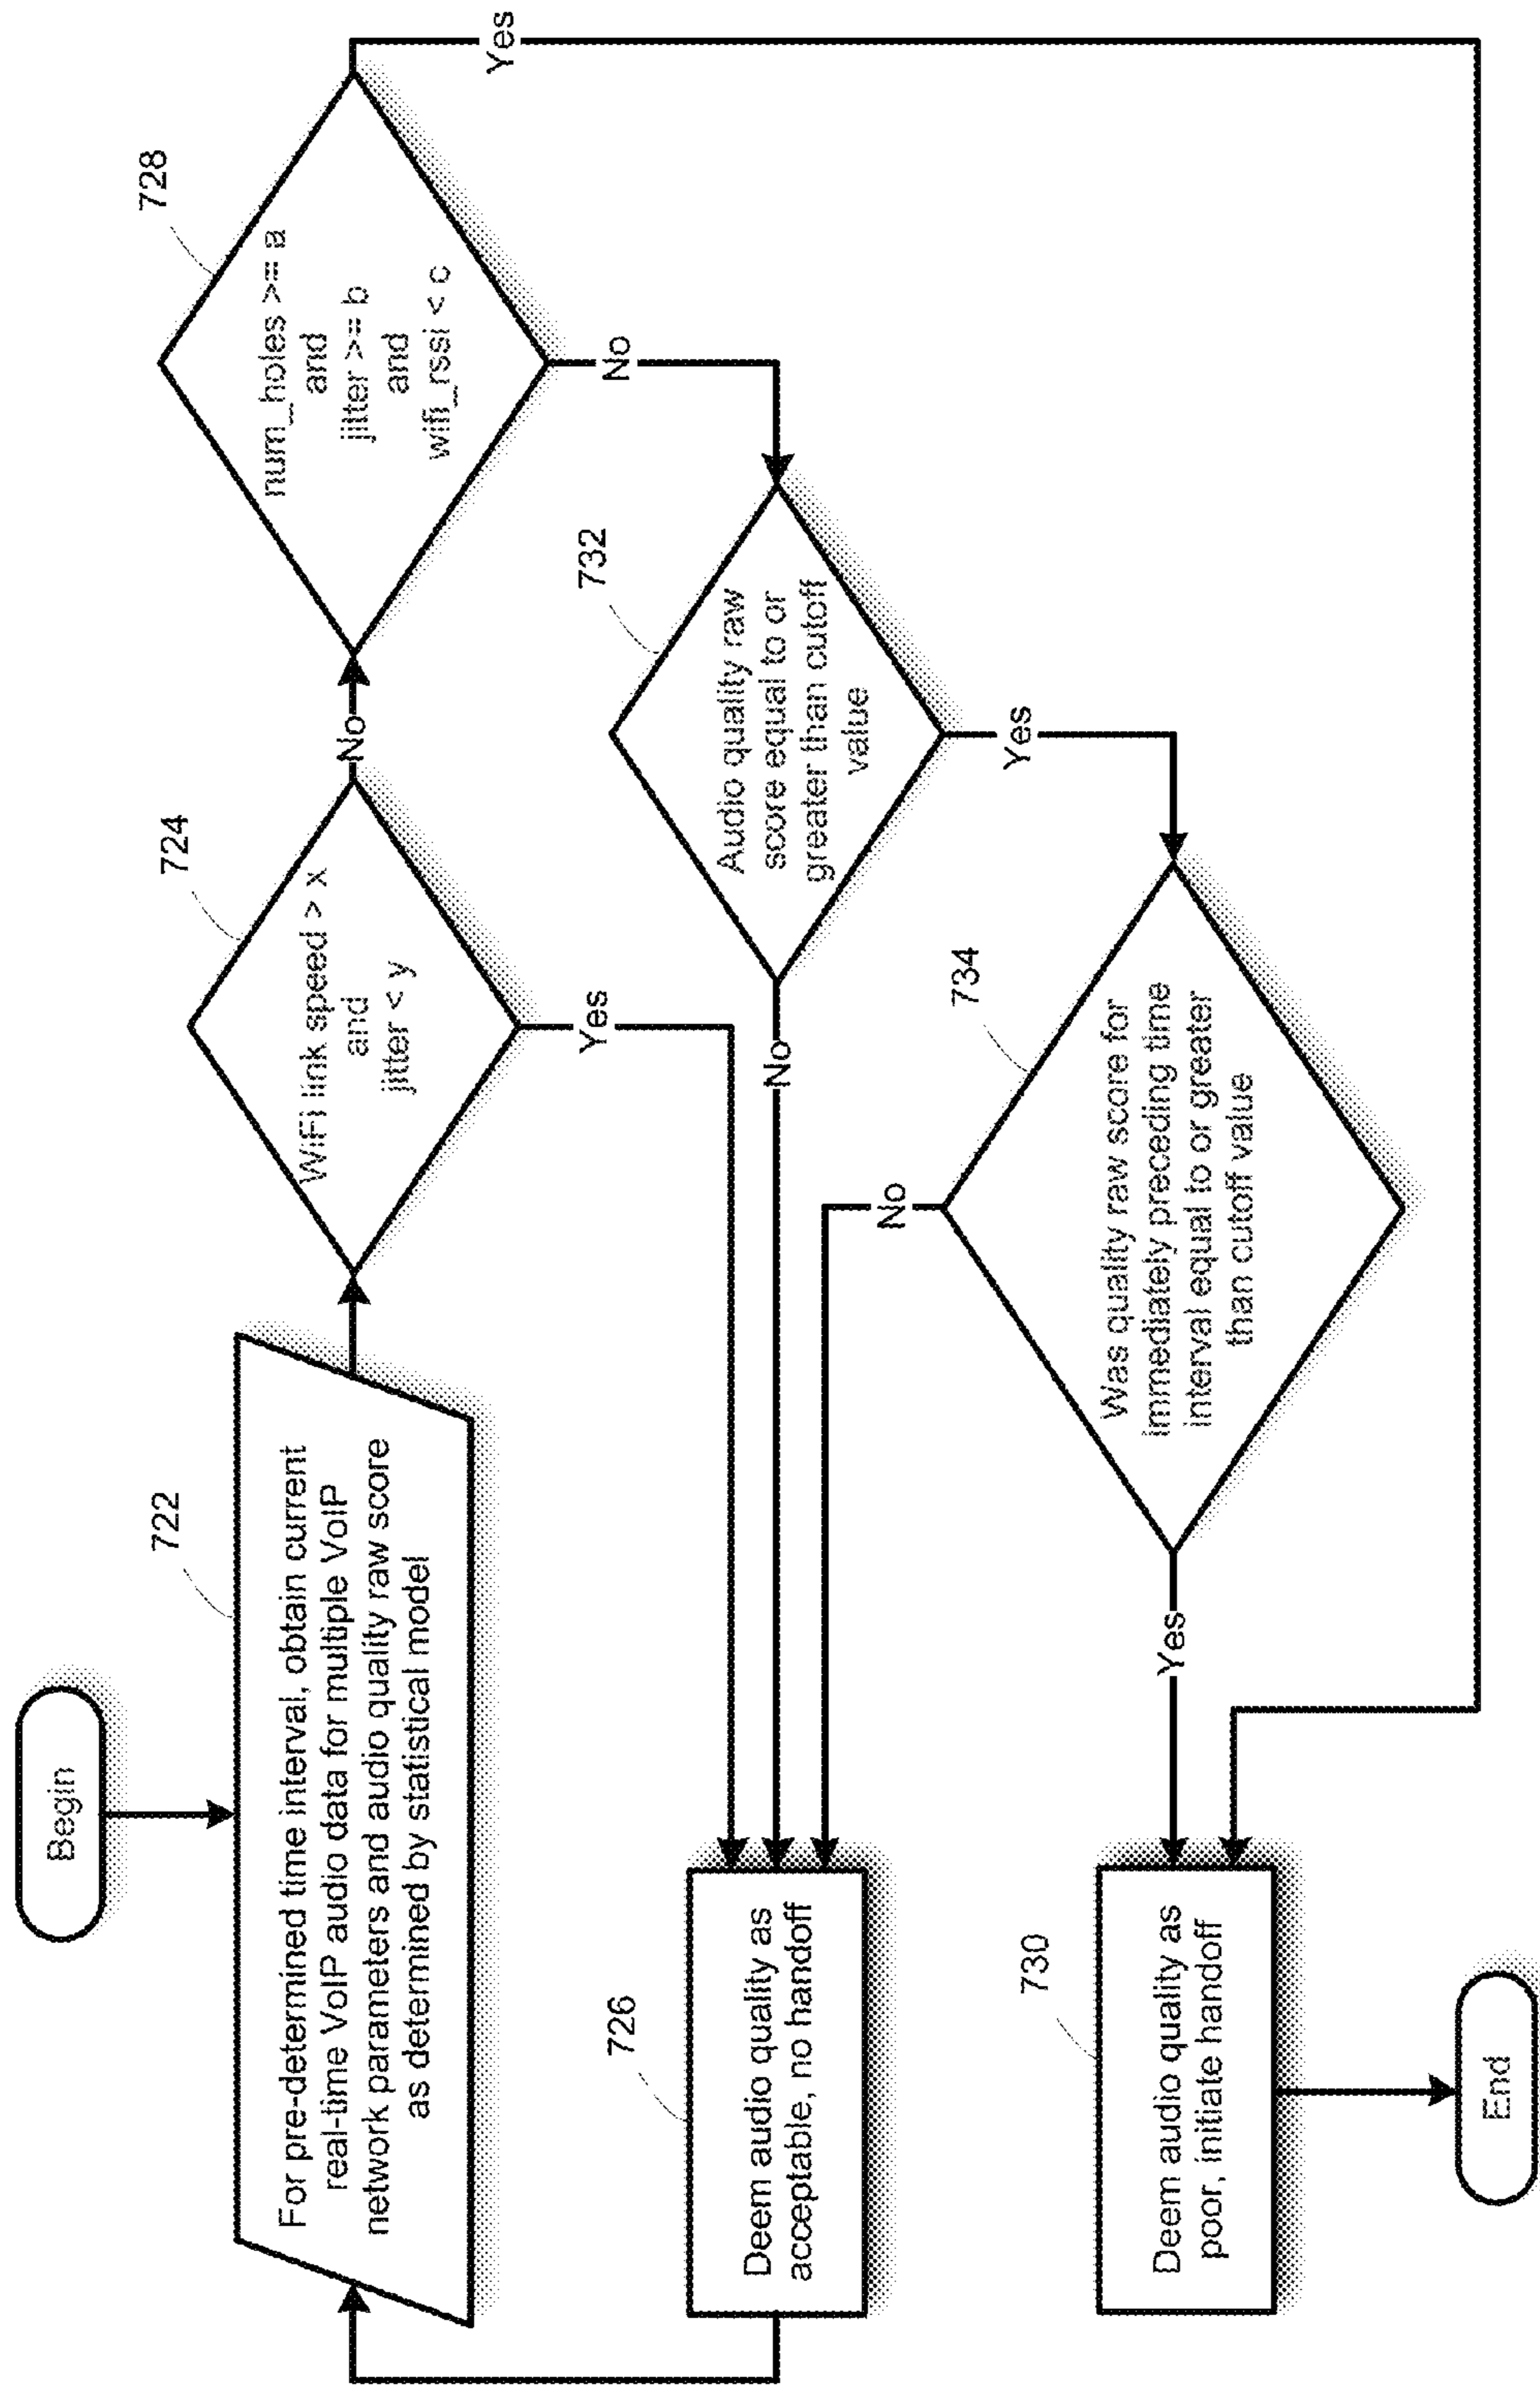 Begin
722
For pre-determined time interval, obtain current
real-time VoIP audio data for multiple VoIP
network parameters and audio quality raw score
as determined by statistical model
724
WiFi link speed > x
and
jitter < y
No
Yes
728
num_holes >= a
and
jitter >= b
and
wifi_rssi < c
Yes
No
732
Audio quality raw
score equal to or
greater than cutoff
value
No
Yes
726
Deem audio quality as
acceptable, no handoff
734
Was quality raw score for
immediately preceding time
interval equal to or greater
than cutoff value
No
Yes
730
Deem audio quality as
poor, initiate handoff
End